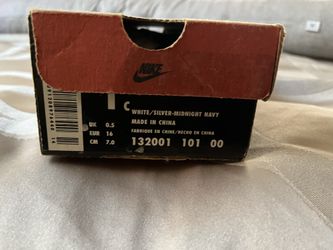 NIKE
1 C
WHITE/SILVER-MIDNIGHT NAVY
MADE IN CHINA
FABRIQUE EN CHINE/HECHO EN CHINA
UK 0.5
EUR 16
CM 7.0
132001 101 00